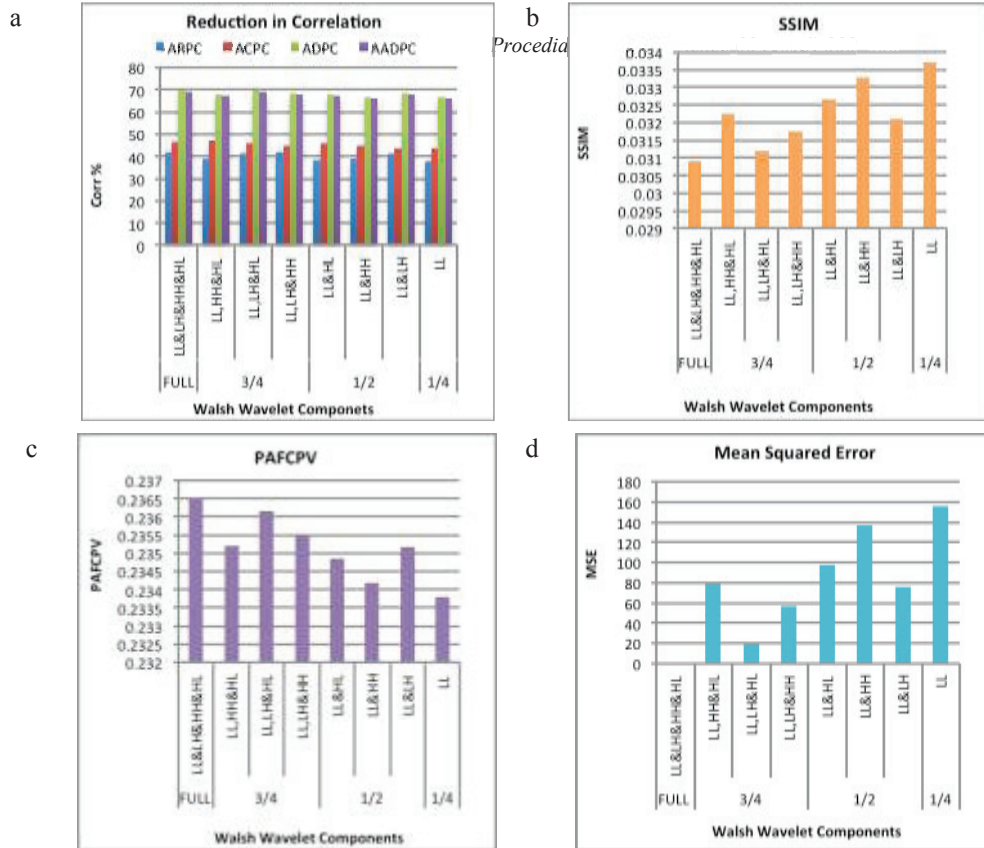 a
Reduction in Correlation
ARPC ACPC ADPC AADPC
Corr %
80
70
60
50
40
30
20
10
0
LL&LH&HH&HL
LL,HH&HL
LL,LH&HL
LL,LH&HH
LL&HL
LL&HH
LL&LH
LL
FULL 3/4 1/2 1/4
Walsh Wavelet Componets
Procedia
b
SSIM
SSIM
0.034
0.0335
0.033
0.0325
0.032
0.0315
0.031
0.0305
0.03
0.0295
0.029
LL&LH&HH&HL
LL,HH&HL
LL,LH&HL
LL,LH&HH
LL&HL
LL&HH
LL&LH
LL
FULL 3/4 1/2 1/4
Walsh Wavelet Components
c
PAFCPV
PAFCPV
0.237
0.2365
0.236
0.2355
0.235
0.2345
0.234
0.2335
0.233
0.2325
0.232
LL&LH&HH&HL
LL,HH&HL
LL,LH&HL
LL,LH&HH
LL&HL
LL&HH
LL&LH
LL
FULL 3/4 1/2 1/4
Walsh Wavelet Components
d
Mean Squared Error
MSE
180
160
140
120
100
80
60
40
20
0
LL&LH&HH&HL
LL,HH&HL
LL,LH&HL
LL,LH&HH
LL&HL
LL&HH
LL&LH
LL
FULL 3/4 1/2 1/4
Walsh Wavelet Components